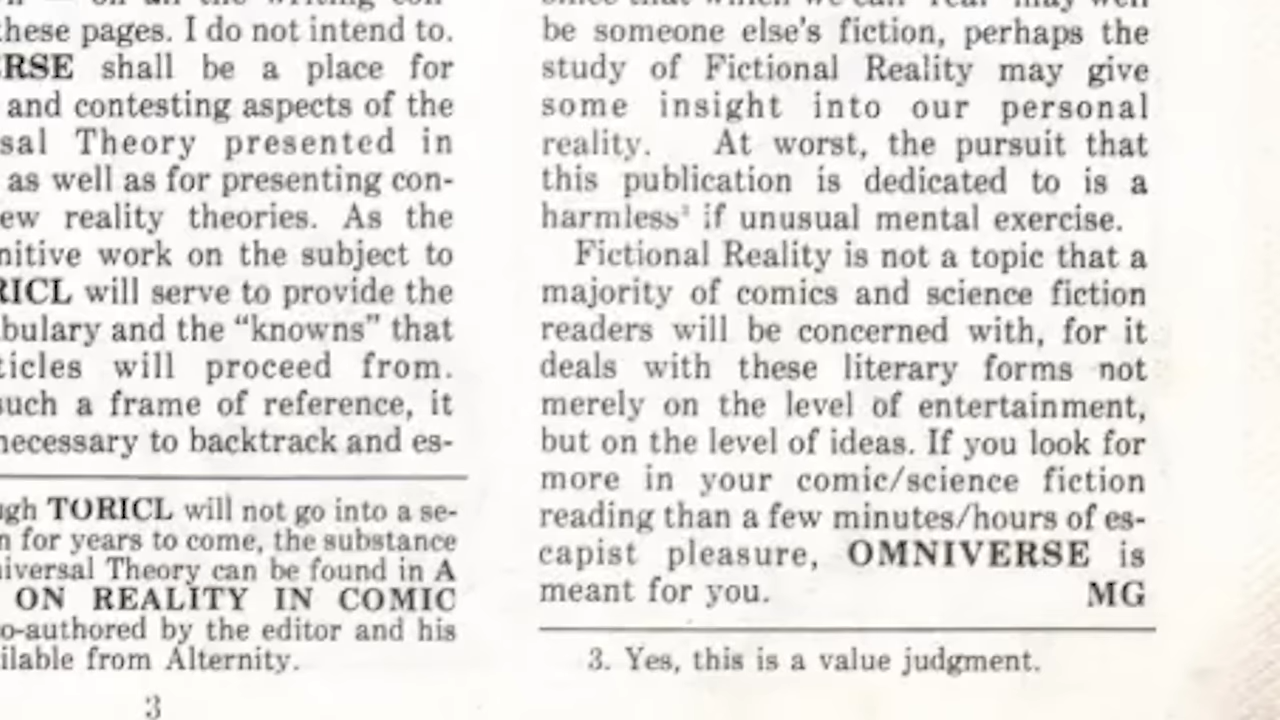 these pages. I do not intend to.
RSE shall be a place for
and contesting aspects of the
sal Theory presented in
as well as for presenting con-
ew reality theories. As the
nitive work on the subject to
RICL will serve to provide the
bulary and the “knowns” that
ticles will proceed from.
such a frame of reference, it
necessary to backtrack and es-
ugh TORICL will not go into a se-
n for years to come, the substance
niversal Theory can be found in A
ON REALITY IN COMIC
o-authored by the editor and his
ilable from Alternity.
3
be someone else's fiction, perhaps the
study of Fictional Reality may give
some insight into our personal
reality. At worst, the pursuit that
this publication is dedicated to is a
harmless³ if unusual mental exercise.
Fictional Reality is not a topic that a
majority of comics and science fiction
readers will be concerned with, for it
deals with these literary forms not
merely on the level of entertainment,
but on the level of ideas. If you look for
more in your comic/science fiction
reading than a few minutes/hours of es-
capist pleasure, OMNIVERSE is
meant for you. MG
3. Yes, this is a value judgment.